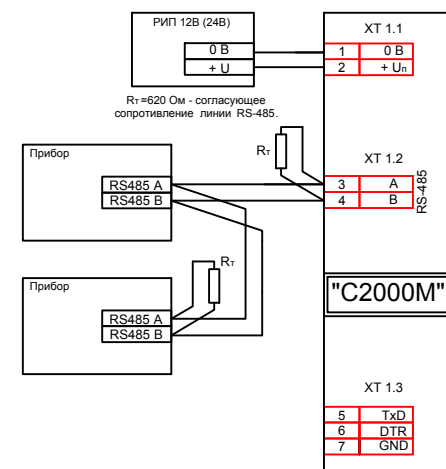 РИП 12В (24В)
0 В
+ U
XT 1.1
1 0 В
2 + Uп
Rт=620 Ом - согласующее
сопротивление линии RS-485.
Rт
XT 1.2
3 A
4 B
RS-485
Прибор
RS485 A
RS485 B
Rт
Прибор
RS485 A
RS485 B
"С2000М"
XT 1.3
5 TxD
6 DTR
7 GND